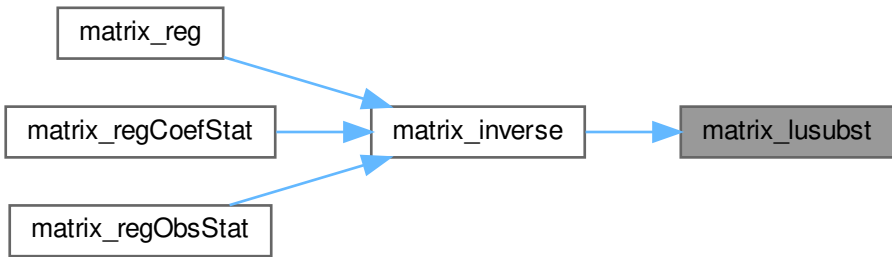 matrix_reg
matrix_regCoefStat
matrix_inverse
matrix_lusubst
matrix_regObsStat